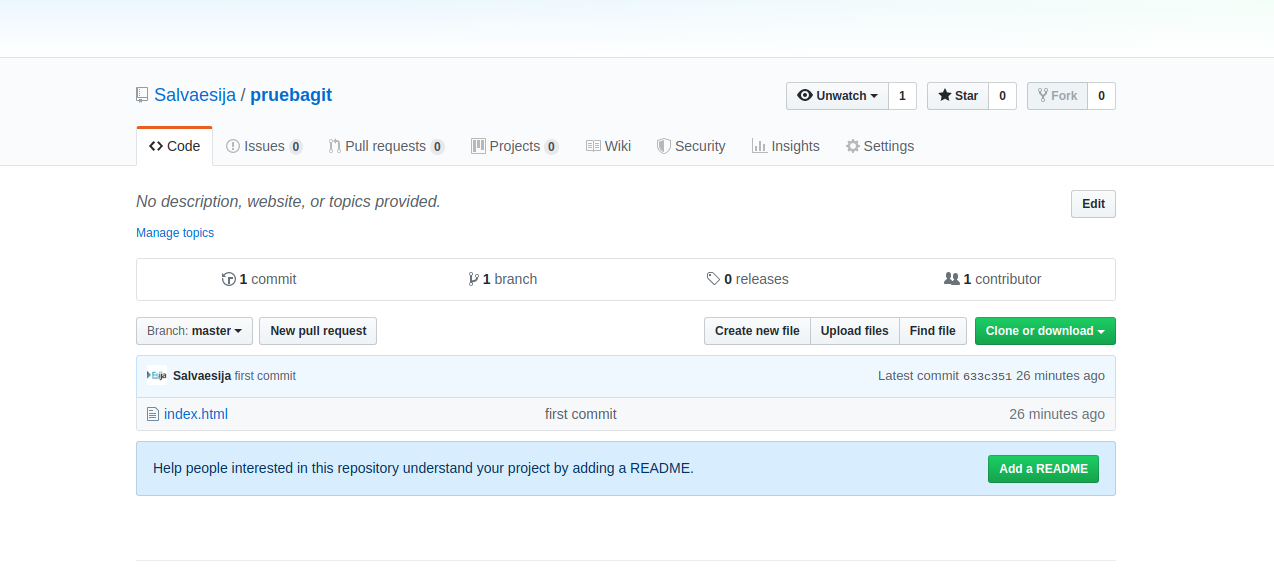 Salvaesija / pruebagit
Unwatch 1 Star 0 Fork 0
Code Issues 0 Pull requests 0 Projects 0 Wiki Security Insights Settings
No description, website, or topics provided. Edit
Manage topics
1 commit 1 branch 0 releases 1 contributor
Branch: master New pull request Create new file Upload files Find file Clone or download
Esija Salvaesija first commit Latest commit 633c351 26 minutes ago
index.html first commit 26 minutes ago
Help people interested in this repository understand your project by adding a README. Add a README